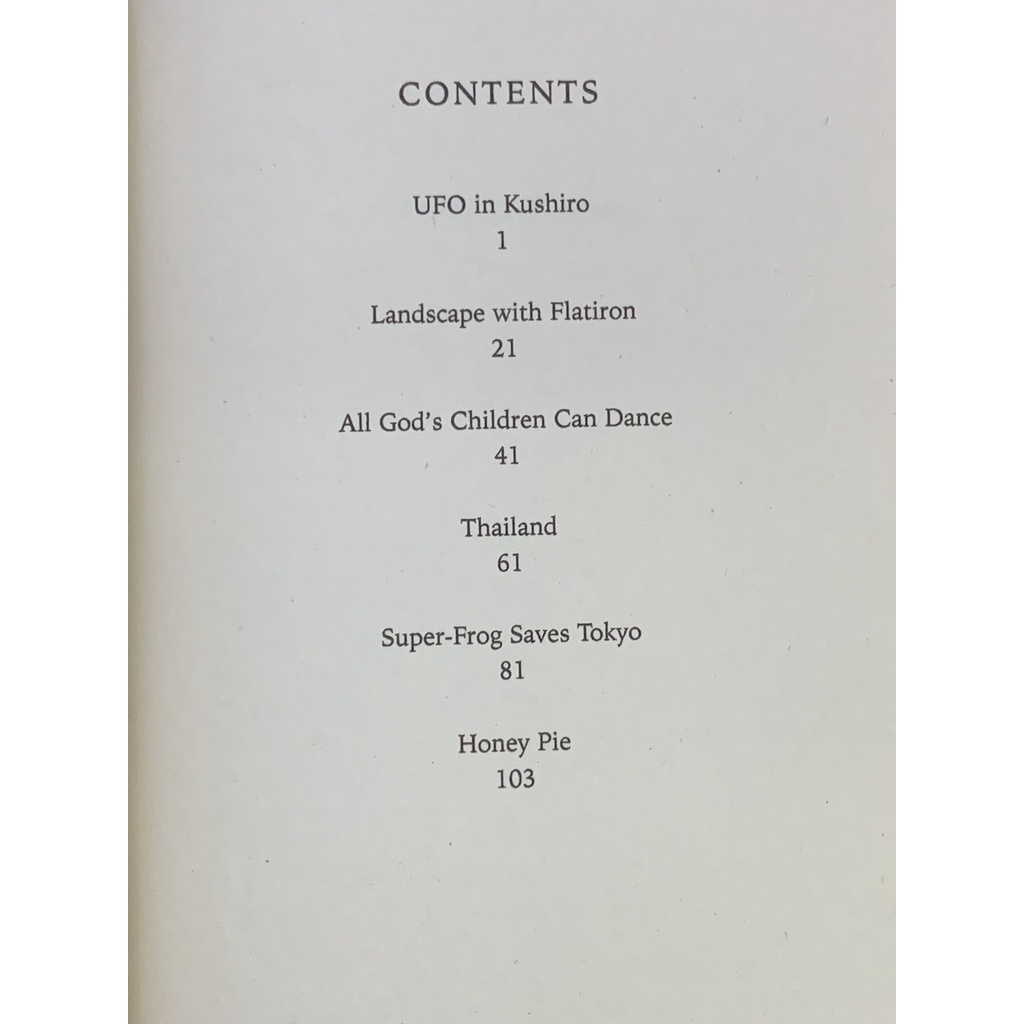 CONTENTS
UFO in Kushiro
1
Landscape with Flatiron
21
All God's Children Can Dance
41
Thailand
61
Super-Frog Saves Tokyo
81
Honey Pie
103